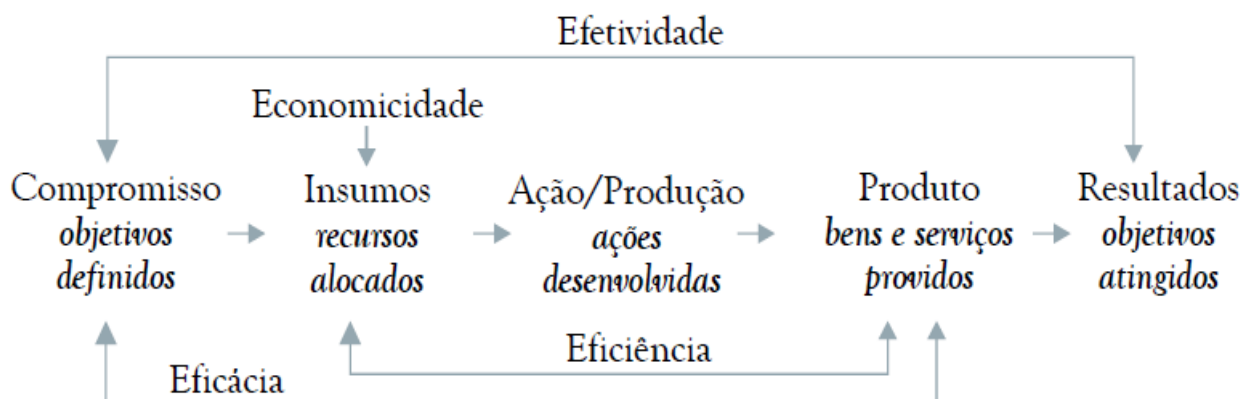 Efetividade
Economicidade
Compromisso
objetivos
definidos
Insumos
recursos
alocados
Ação/Produção
ações
desenvolvidas
Produto
bens e serviços
providos
Resultados
objetivos
atingidos
Eficiência
Eficácia